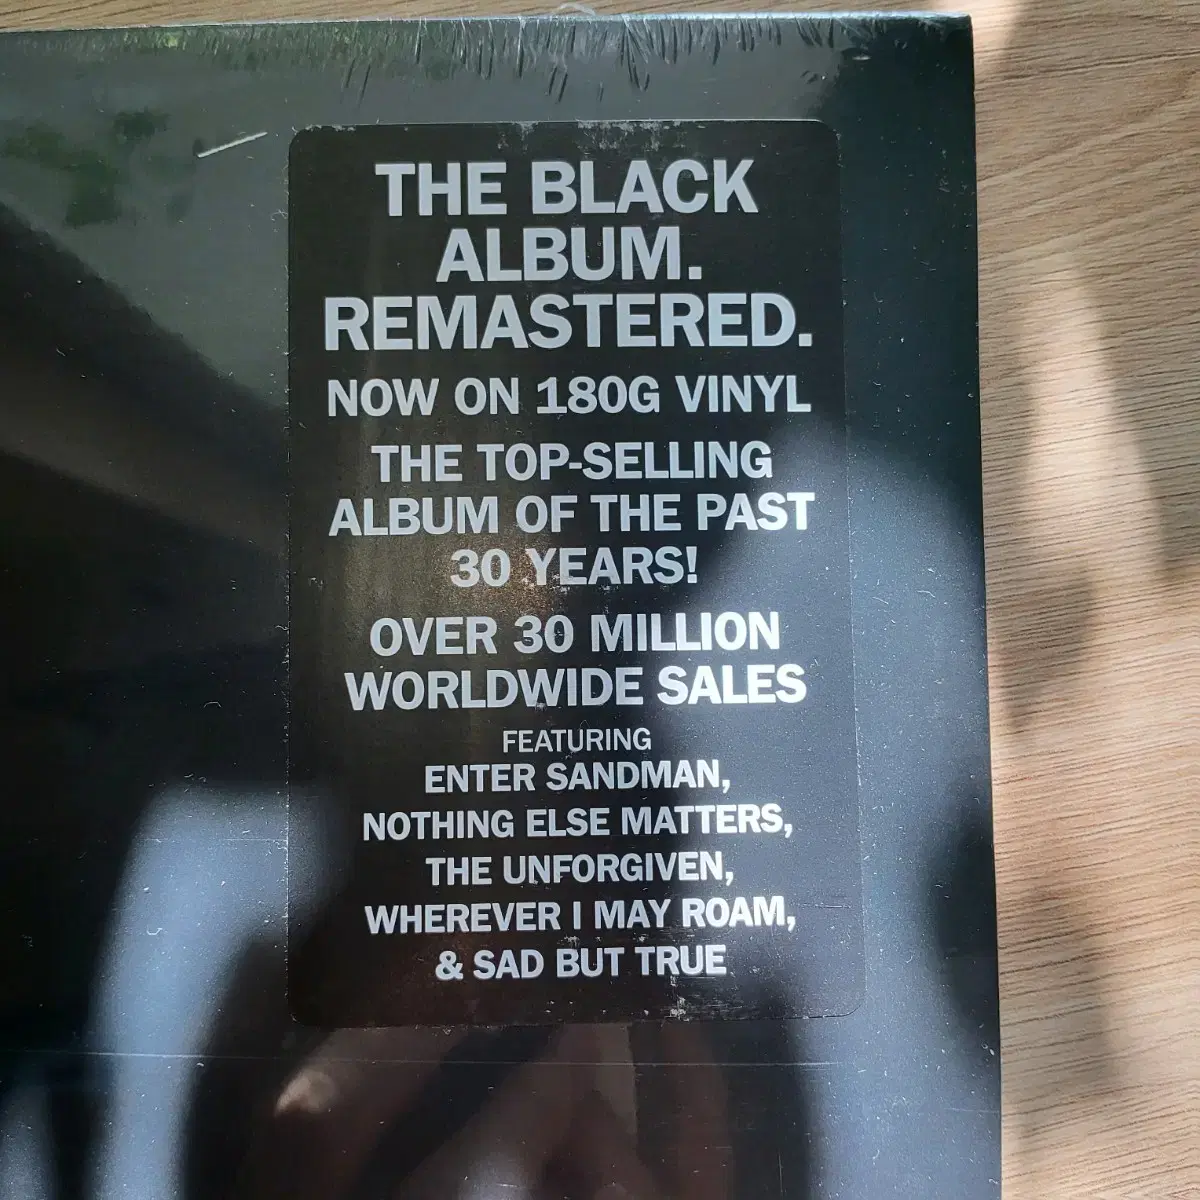 THE BLACK
ALBUM.
REMASTERED.
NOW ON 180G VINYL
THE TOP-SELLING
ALBUM OF THE PAST
30 YEARS!
OVER 30 MILLION
WORLDWIDE SALES
FEATURING
ENTER SANDMAN,
NOTHING ELSE MATTERS,
THE UNFORGIVEN,
WHEREVER I MAY ROAM,
& SAD BUT TRUE